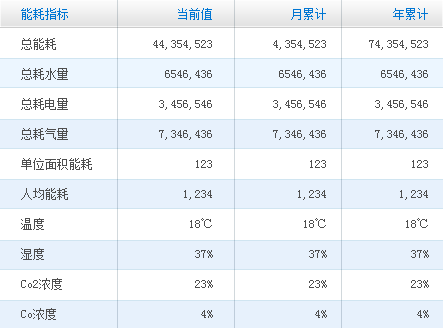 能耗指标 当前值 月累计 年累计
总能耗 44,354,523 4,354,523 74,354,523
总耗水量 6546,436 6546,436 6546,436
总耗电量 3,456,546 3,456,546 3,456,546
总耗气量 7,346,436 7,346,436 7,346,436
单位面积能耗 123 123 123
人均能耗 1,234 1,234 1,234
温度 18℃ 18℃ 18℃
湿度 37% 37% 37%
Co2浓度 23% 23% 23%
Co浓度 4% 4% 4%